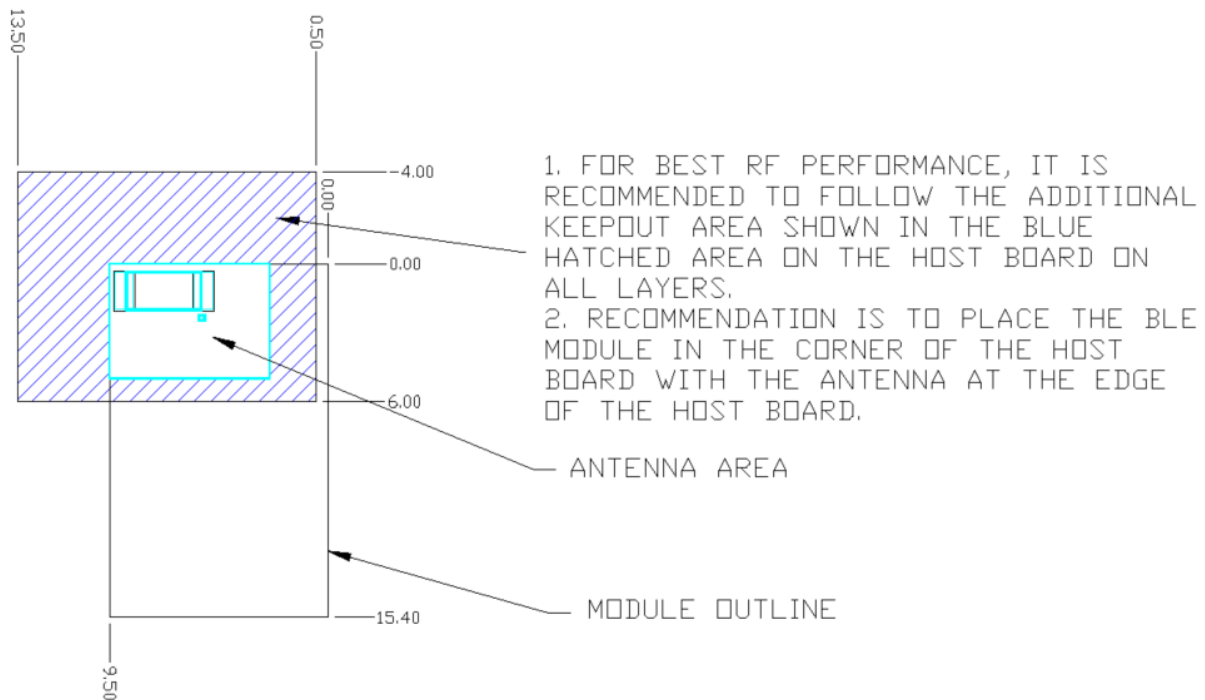 13.50
0.50
-4.00
0.00
0.00
6.00
15.40
9.50
1. FOR BEST RF PERFORMANCE, IT IS
RECOMMENDED TO FOLLOW THE ADDITIONAL
KEEPOUT AREA SHOWN IN THE BLUE
HATCHED AREA ON THE HOST BOARD ON
ALL LAYERS.
2. RECOMMENDATION IS TO PLACE THE BLE
MODULE IN THE CORNER OF THE HOST
BOARD WITH THE ANTENNA AT THE EDGE
OF THE HOST BOARD.
ANTENNA AREA
MODULE OUTLINE